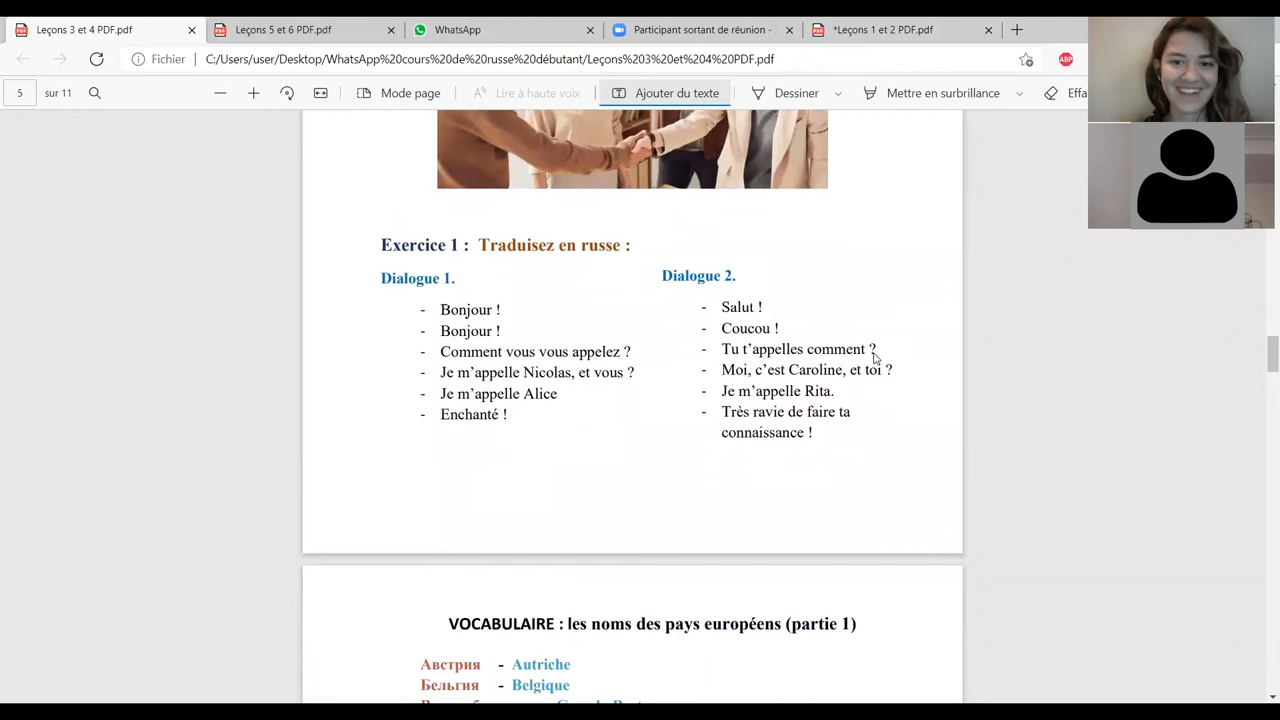 Leçons 3 et 4 PDF.pdf
Leçons 5 et 6 PDF.pdf
WhatsApp
Participant sortant de réunion -
*Leçons 1 et 2 PDF.pdf
Fichier
C:/Users/user/Desktop/WhatsApp%20cours%20de%20russe%20débutant/Leçons%203%20et%204%20PDF.pdf
ABP
5 sur 11
Mode page
Lire à haute voix
Ajouter du texte
Dessiner
Mettre en surbrillance
Effa
Exercice 1 : Traduisez en russe :
Dialogue 1.
- Bonjour !
- Bonjour !
- Comment vous vous appelez ?
- Je m’appelle Nicolas, et vous ?
- Je m’appelle Alice
- Enchanté !
Dialogue 2.
- Salut !
- Coucou !
- Tu t’appelles comment ?
- Moi, c’est Caroline, et toi ?
- Je m’appelle Rita.
- Très ravie de faire ta
connaissance !
VOCABULAIRE : les noms des pays européens (partie 1)
Австрия - Autriche
Бельгия - Belgique